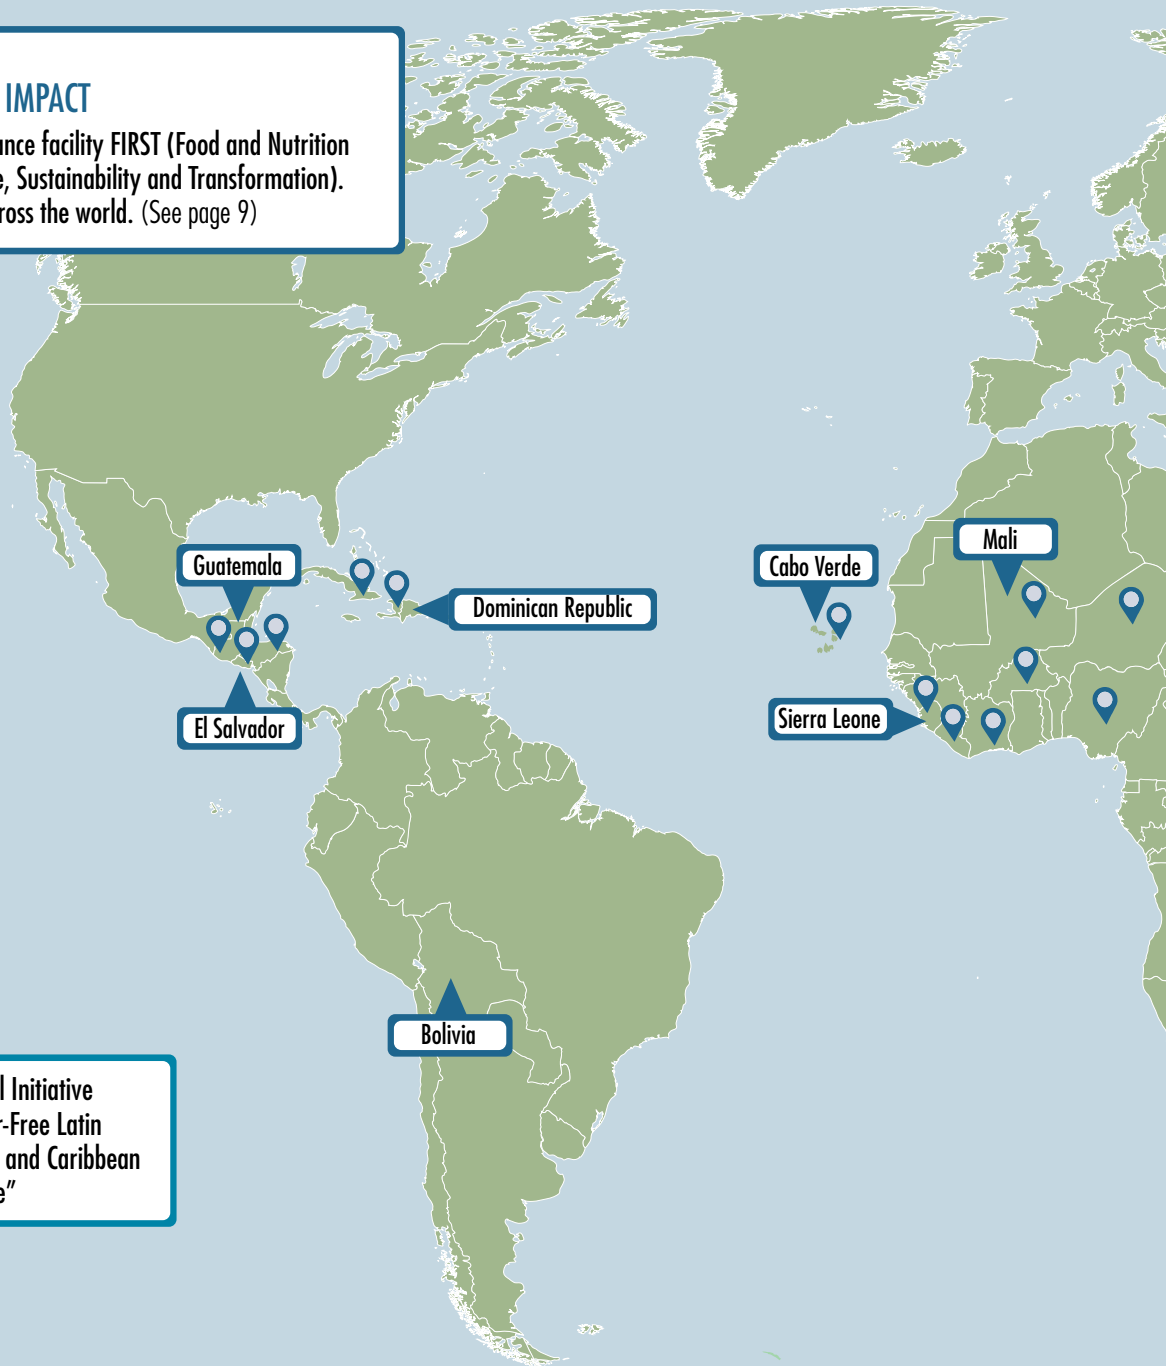 IMPACT
ance facility FIRST (Food and Nutrition
e, Sustainability and Transformation).
ross the world. (See page 9)
Guatemala
Dominican Republic
El Salvador
Cabo Verde
Mali
Sierra Leone
Bolivia
l Initiative
r-Free Latin
and Caribbean
e”